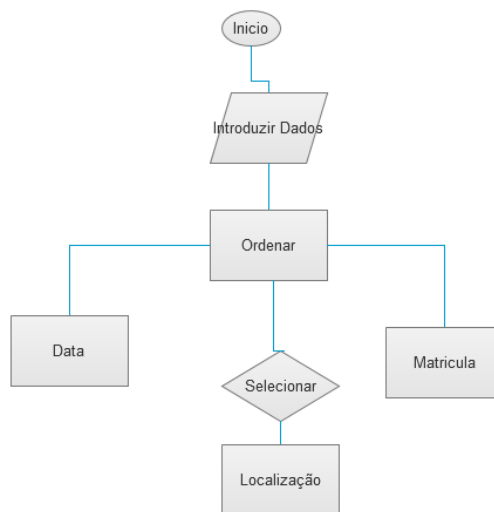 Inicio
Introduzir Dados
Ordenar
Data
Matricula
Selecionar
Localização